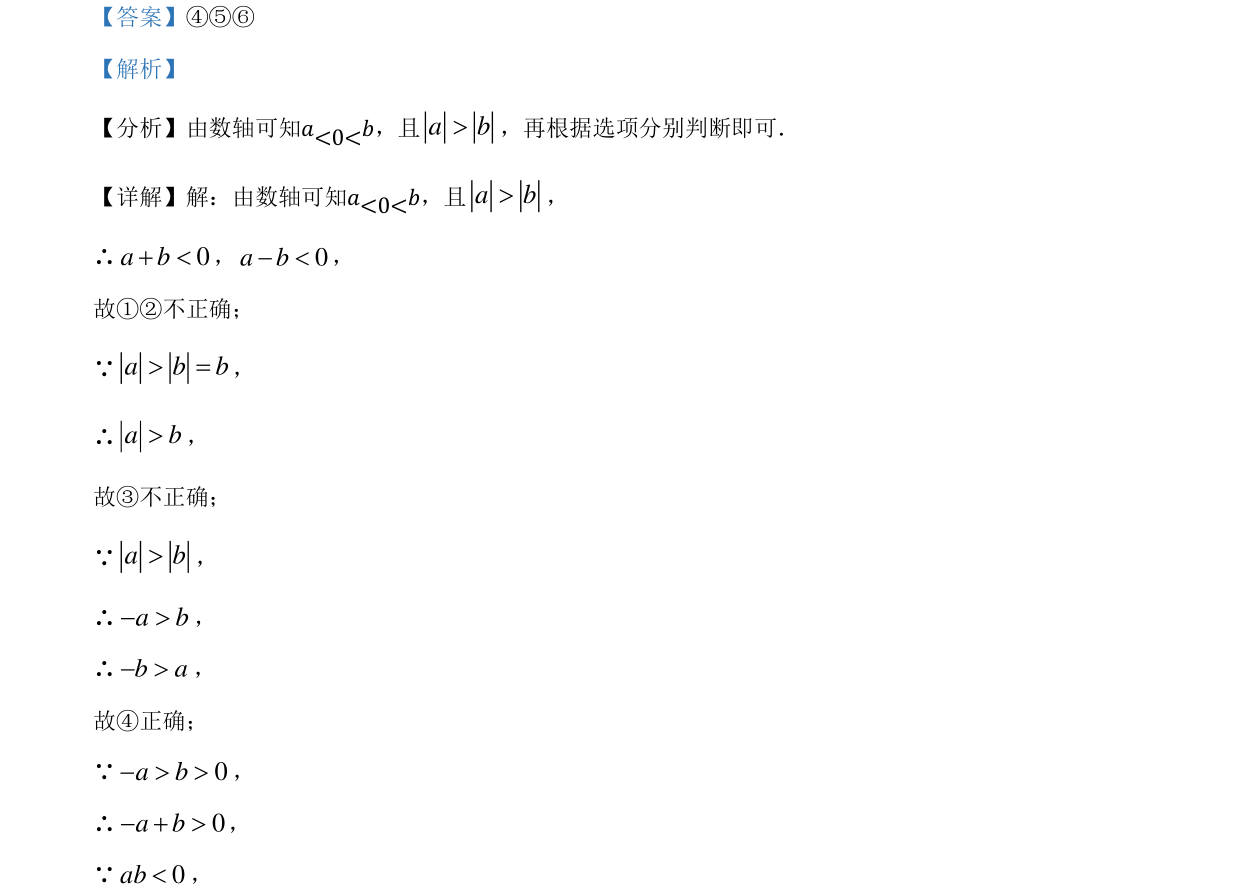 【答案】④⑤⑥
【解析】
【分析】由数轴可知a<0<b，且|a|>|b|，再根据选项分别判断即可．
【详解】解：由数轴可知a<0<b，且|a|>|b|，
∴a+b<0，a−b<0，
故①②不正确；
∵|a|>|b|=b，
∴|a|>b，
故③不正确；
∵|a|>|b|，
∴−a>b，
∴−b>a，
故④正确；
∵−a>b>0，
∴−a+b>0，
∵ab<0，